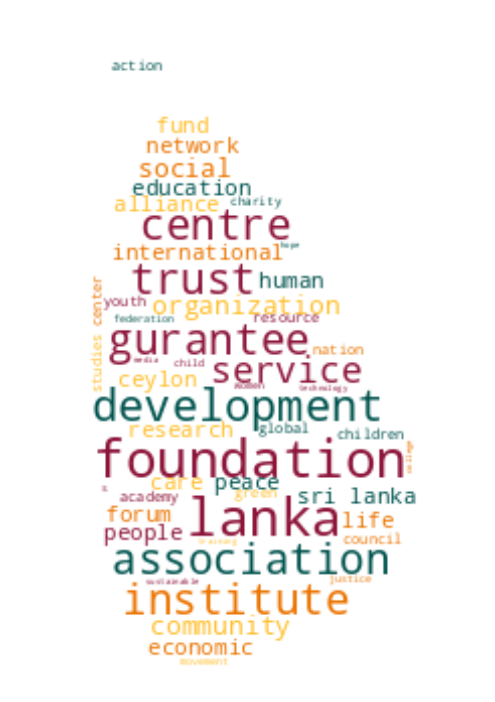 action
fund
network
social
education
alliance charity
centre
international hope
trust human
center
youth organization
federation resource
gurantee nation
studies
media child service
ceylon women technology
development
research global children
foundation college
care peace
s academy green sri lanka
forum lanka life
people training council
association
sustainable justice
institute
community
economic
movement